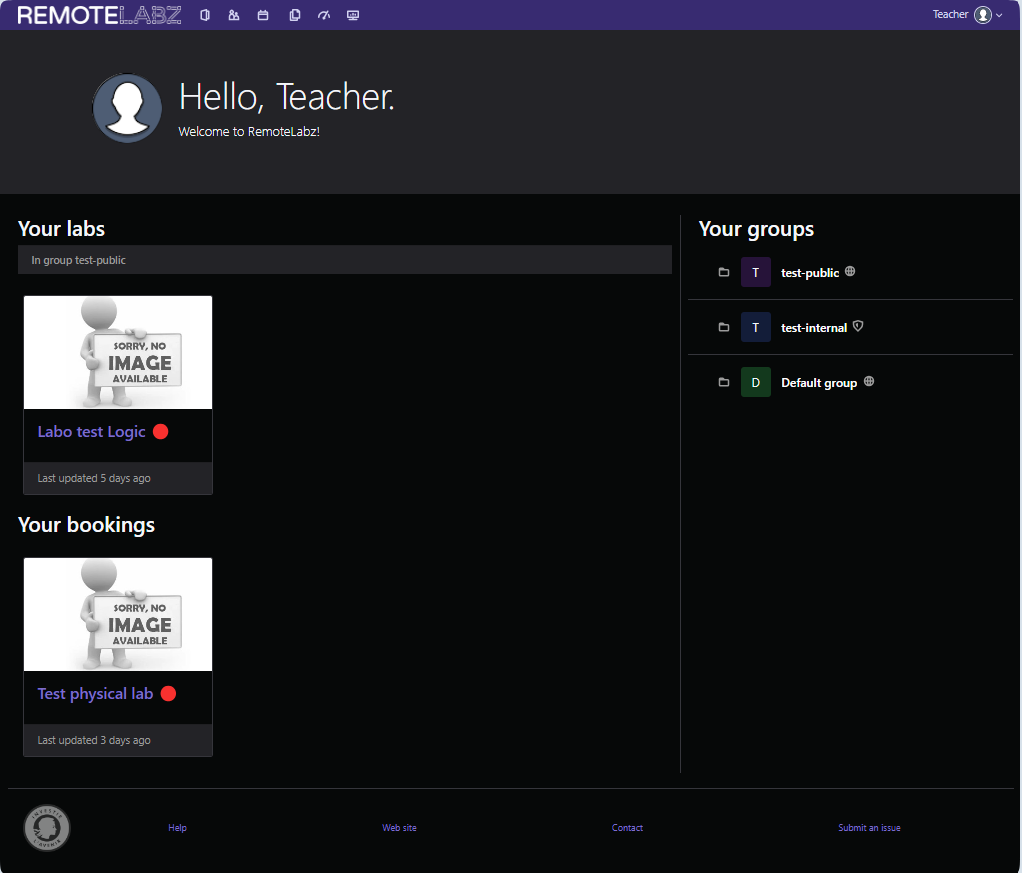 REMOTELABZ
Teacher
Hello, Teacher.
Welcome to RemoteLabz!
Your labs
In group test-public
SORRY, NO
IMAGE
AVAILABLE
Labo test Logic
Last updated 5 days ago
Your bookings
SORRY, NO
IMAGE
AVAILABLE
Test physical lab
Last updated 3 days ago
Your groups
T
test-public
T
test-internal
D
Default group
Help
Web site
Contact
Submit an issue